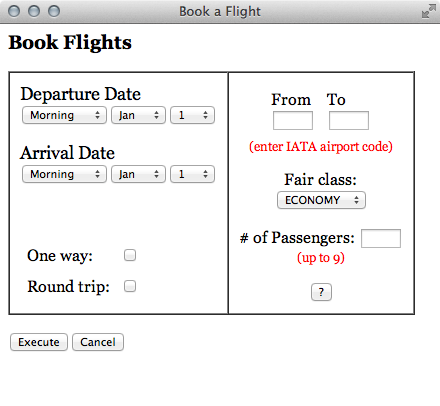 Book a Flight
Book Flights
Departure Date
Morning Jan 1
Arrival Date
Morning Jan 1
One way:
Round trip:
From To
(enter IATA airport code)
Fair class:
ECONOMY
# of Passengers:
(up to 9)
?
Execute Cancel